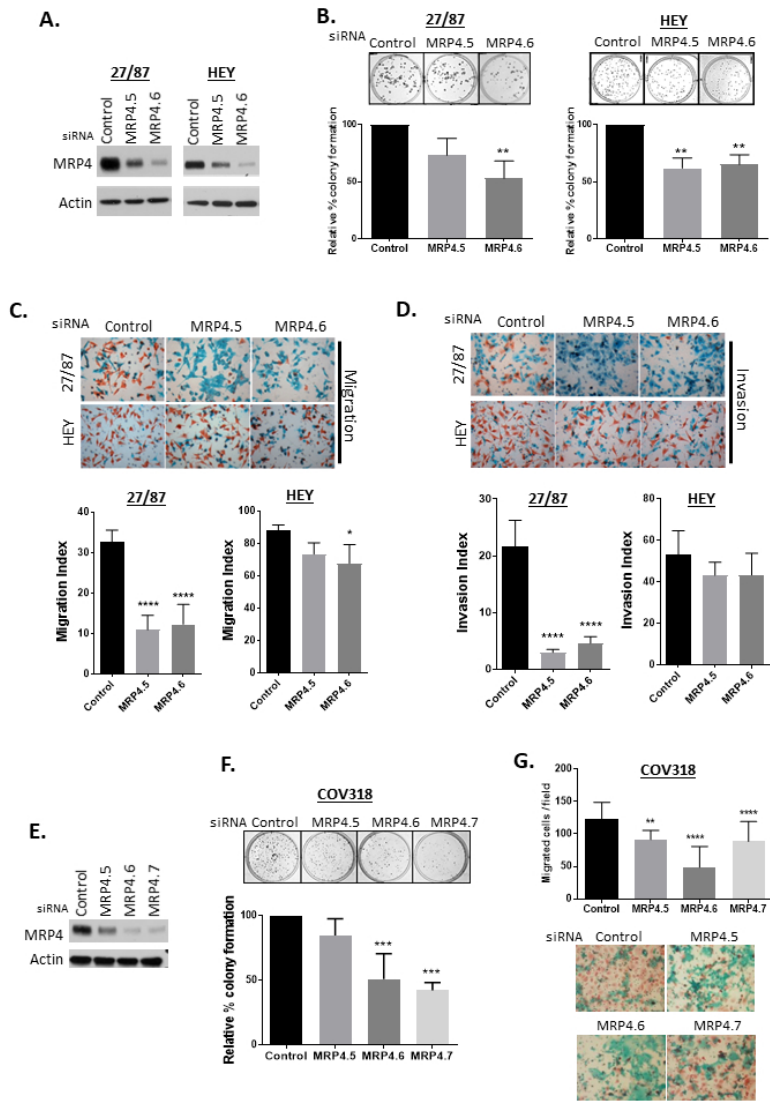 A.
27/87
HEY
siRNA
Control
MRP4.5
MRP4.6
Control
MRP4.5
MRP4.6
MRP4
Actin
B.
27/87
HEY
siRNA
Control
MRP4.5
MRP4.6
Control
MRP4.5
MRP4.6
Relative % colony formation
100
50
0
**
Control
MRP4.5
MRP4.6
Relative % colony formation
100
50
0
**
**
Control
MRP4.5
MRP4.6
C.
siRNA
Control
MRP4.5
MRP4.6
27/87
HEY
Migration
27/87
Migration Index
40
30
20
10
0
****
****
Control
MRP4.5
MRP4.6
HEY
Migration Index
100
80
60
40
20
0
*
Control
MRP4.5
MRP4.6
D.
siRNA
Control
MRP4.5
MRP4.6
27/87
HEY
Invasion
27/87
Invasion Index
30
20
10
0
****
****
Control
MRP4.5
MRP4.6
HEY
Invasion Index
80
60
40
20
0
Control
MRP4.5
MRP4.6
E.
siRNA
Control
MRP4.5
MRP4.6
MRP4.7
MRP4
Actin
F.
COV318
siRNA
Control
MRP4.5
MRP4.6
MRP4.7
Relative % colony formation
100
50
0
***
***
Control
MRP4.5
MRP4.6
MRP4.7
G.
COV318
Migrated cells /field
200
150
100
50
0
**
****
****
Control
MRP4.5
MRP4.6
MRP4.7
siRNA
Control
MRP4.5
MRP4.6
MRP4.7